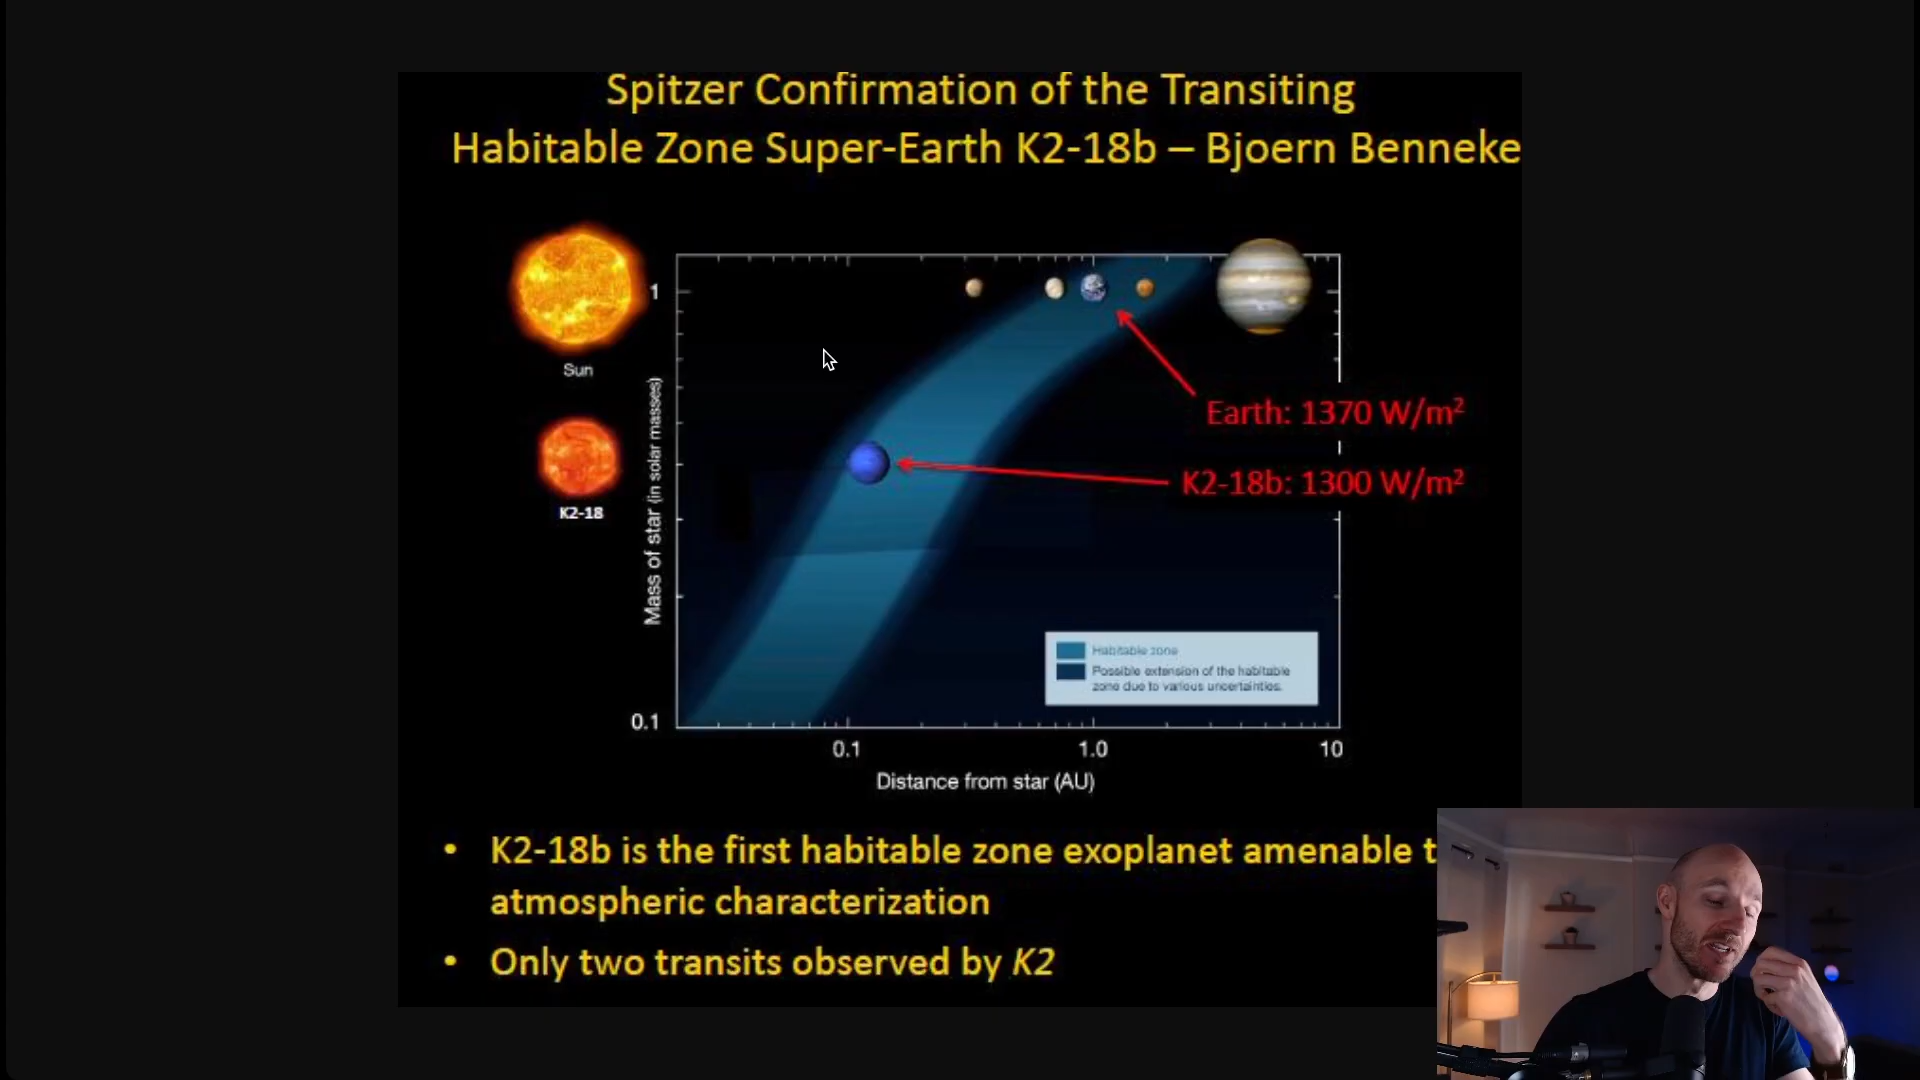 Spitzer Confirmation of the Transiting
Habitable Zone Super-Earth K2-18b – Bjoern Benneke
Sun
K2-18
Mass of star (in solar masses)
1
0.1
Earth: 1370 W/m²
K2-18b: 1300 W/m²
Habitable zone
Possible extension of the habitable
zone due to various uncertainties.
0.1 1.0 10
Distance from star (AU)
• K2-18b is the first habitable zone exoplanet amenable t
atmospheric characterization
• Only two transits observed by K2